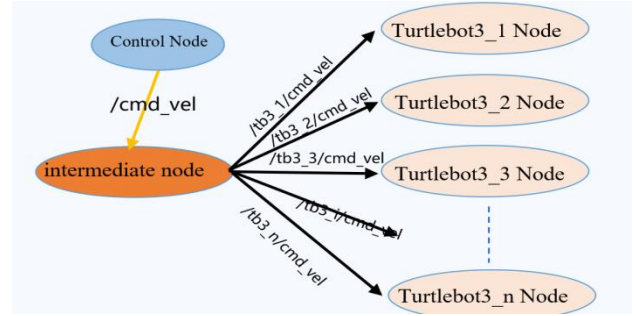 Control Node
/cmd_vel
intermediate node
/tb3_1/cmd_vel
/tb3_2/cmd_vel
/tb3_3/cmd_vel
/tb3_i/cmd_vel
/tb3_n/cmd_vel
Turtlebot3_1 Node
Turtlebot3_2 Node
Turtlebot3_3 Node
Turtlebot3_n Node